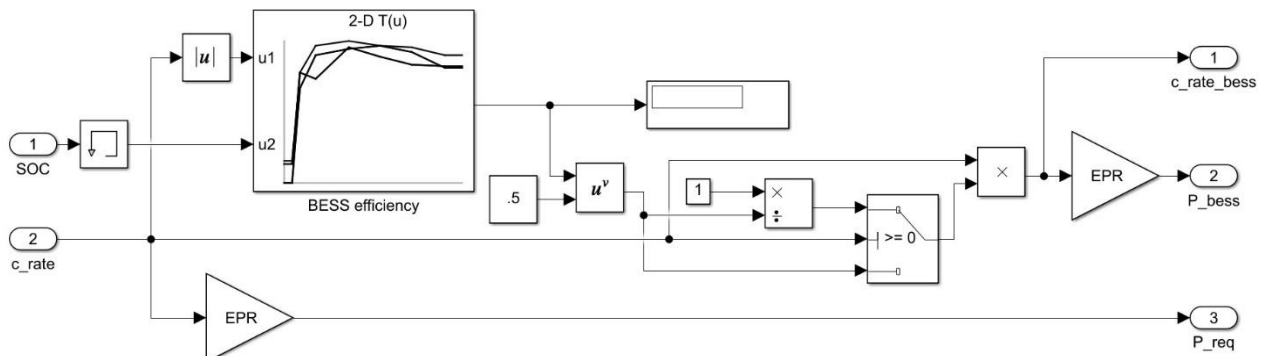 2-D T(u)
|u|
u1
u2
1
SOC
BESS efficiency
1
c_rate_bess
EPR
2
P_bess
.5
u^v
1
×
÷
×
>= 0
2
c_rate
EPR
3
P_req